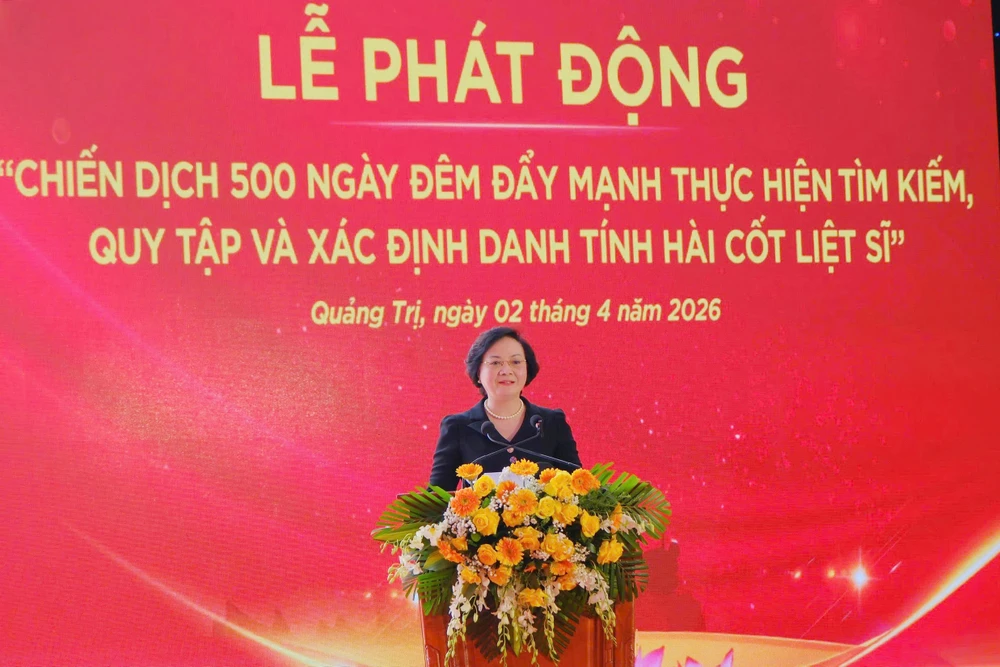 LỄ PHÁT ĐỘNG
“CHIẾN DỊCH 500 NGÀY ĐÊM ĐẨY MẠNH THỰC HIỆN TÌM KIẾM,
QUY TẬP VÀ XÁC ĐỊNH DANH TÍNH HÀI CỐT LIỆT SĨ”
Quảng Trị, ngày 02 tháng 4 năm 2026